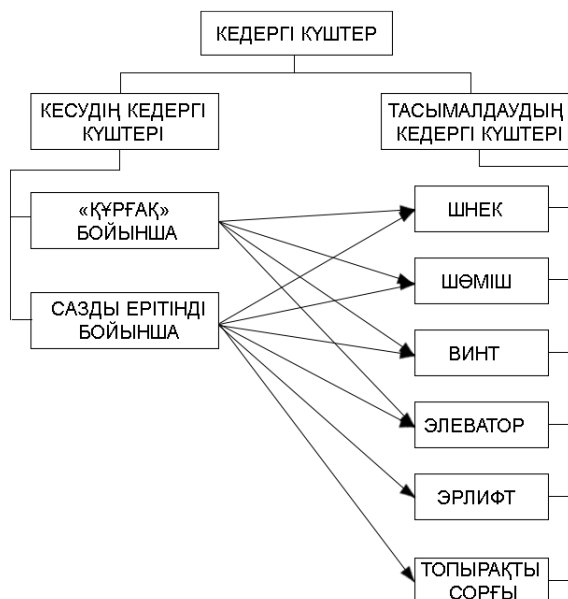 КЕДЕРГІ КҮШТЕР
КЕСУДІҢ КЕДЕРГІ
КҮШТЕРІ
ТАСЫМАЛДАУДЫҢ
КЕДЕРГІ КҮШТЕРІ
«ҚҰРҒАҚ»
БОЙЫНША
САЗДЫ ЕРІТІНДІ
БОЙЫНША
ШНЕК
ШӨМІШ
ВИНТ
ЭЛЕВАТОР
ЭРЛИФТ
ТОПЫРАҚТЫ
СОРҒЫ